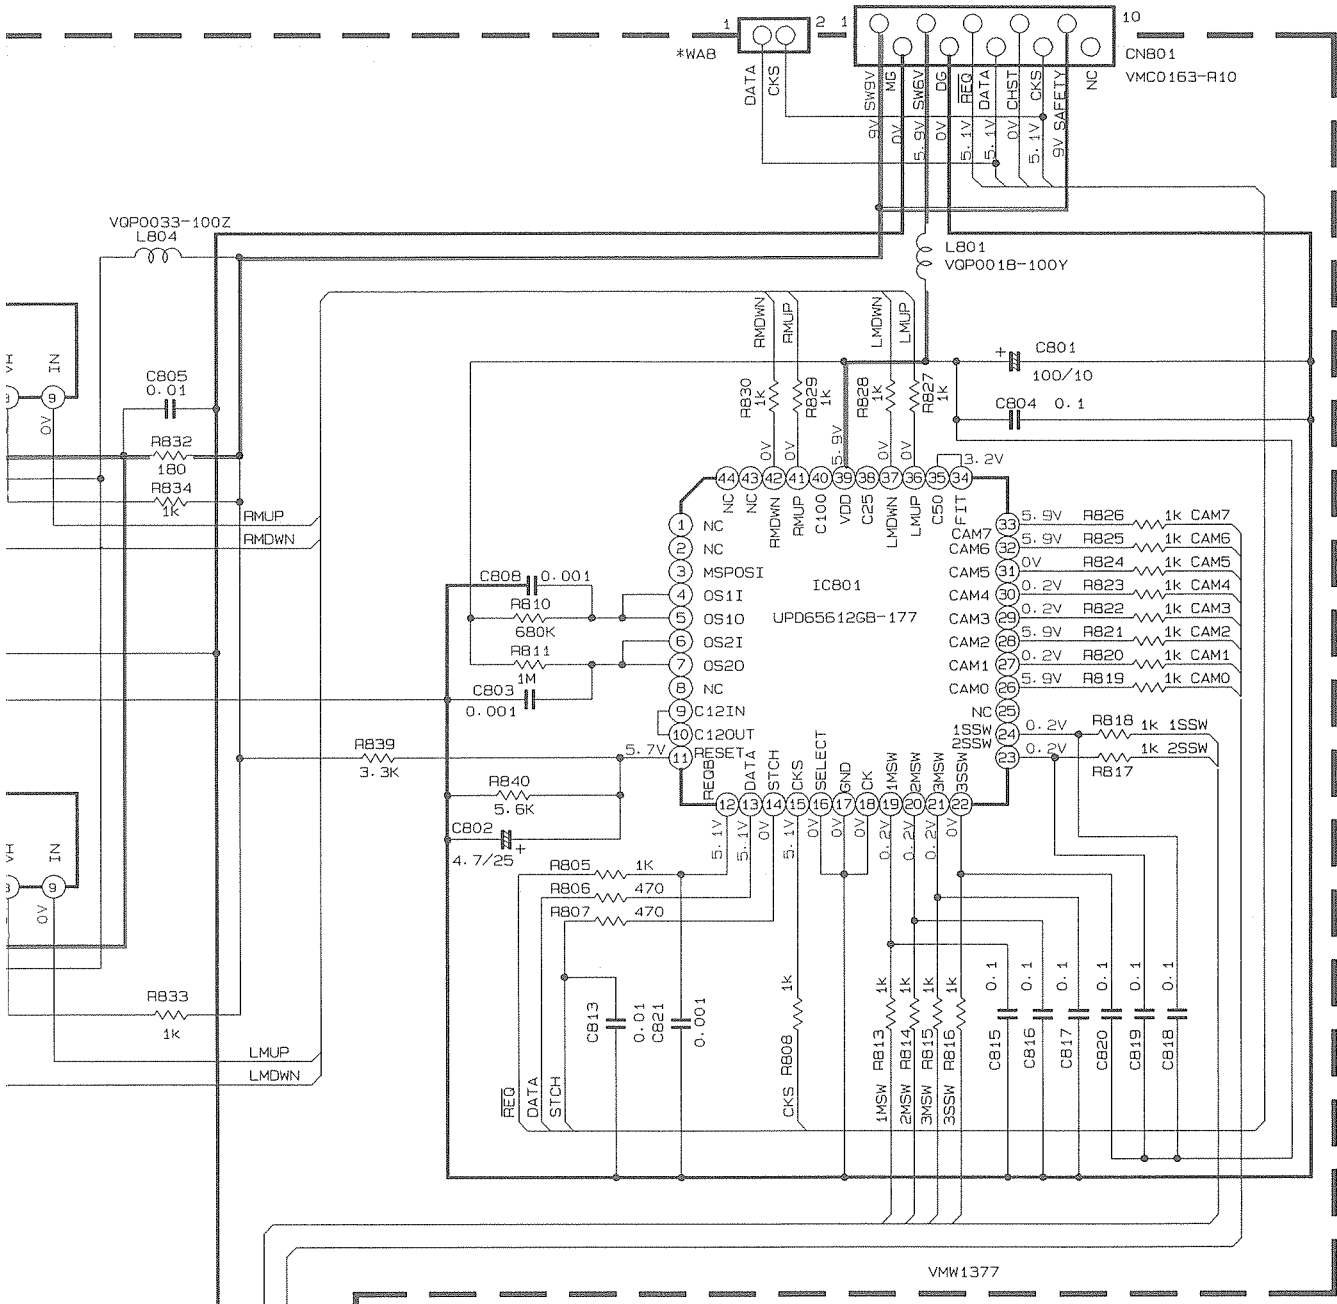 1
2
*WA8
DATA
CKS
1
10
CN801
VMC0163-R10
9V SW9V
0V MG
5.9V SW6V
0V DG
5.1V REQ
5.1V DATA
0V CHST
5.1V CKS
9V SAFETY
NC
VQP0033-100Z
L804
L801
VQP0018-100Y
RMDWN
RMUP
LMDWN
LMUP
C801
+
100/10
C804 0.1
R830
1k
R829
1k
R828
1k
R827
1k
IN
9
0V
C805
0.01
R832
180
R834
1k
RMUP
RMDWN
0V
0V
5.9V
0V
0V
3.2V
44
43
42
41
40
39
38
37
36
35
34
NC
NC
RMDWN
RMUP
C100
VDD
C25
LMDWN
LMUP
C50
FIT
1 NC
2 NC
3 MSPOSI
4 OS1I
5 OS1O
6 OS2I
7 OS2O
8 NC
9 C12IN
10 C12OUT
11 RESET
5.7V
IC801
UPD65612GB-177
C808 0.001
R810
680K
R811
1M
C803
0.001
R839
3.3K
R840
5.6K
C802
4.7/25
+
CAM7 33 5.9V R826 1k CAM7
CAM6 32 5.9V R825 1k CAM6
CAM5 31 0V R824 1k CAM5
CAM4 30 0.2V R823 1k CAM4
CAM3 29 0.2V R822 1k CAM3
CAM2 28 5.9V R821 1k CAM2
CAM1 27 0.2V R820 1k CAM1
CAM0 26 5.9V R819 1k CAM0
NC 25
1SSW 24 0.2V R818 1k 1SSW
2SSW 23 0.2V R817 1k 2SSW
REQB
DATA
STCH
CKS
SELECT
GND
CK
1MSW
2MSW
3MSW
3SSW
12
13
14
15
16
17
18
19
20
21
22
5.1V
5.1V
0V
5.1V
0V
0V
0.2V
0.2V
0.2V
0V
R805 1K
R806 470
R807 470
IN
9
0V
R833
1k
LMUP
LMDWN
C813
0.01
C821
0.001
REQ
DATA
STCH
CKS R808 1k
1MSW R813 1k
2MSW R814 1k
3MSW R815 1k
3SSW R816 1k
C815 0.1
C816 0.1
C817 0.1
C820 0.1
C819 0.1
C818 0.1
VMW1377